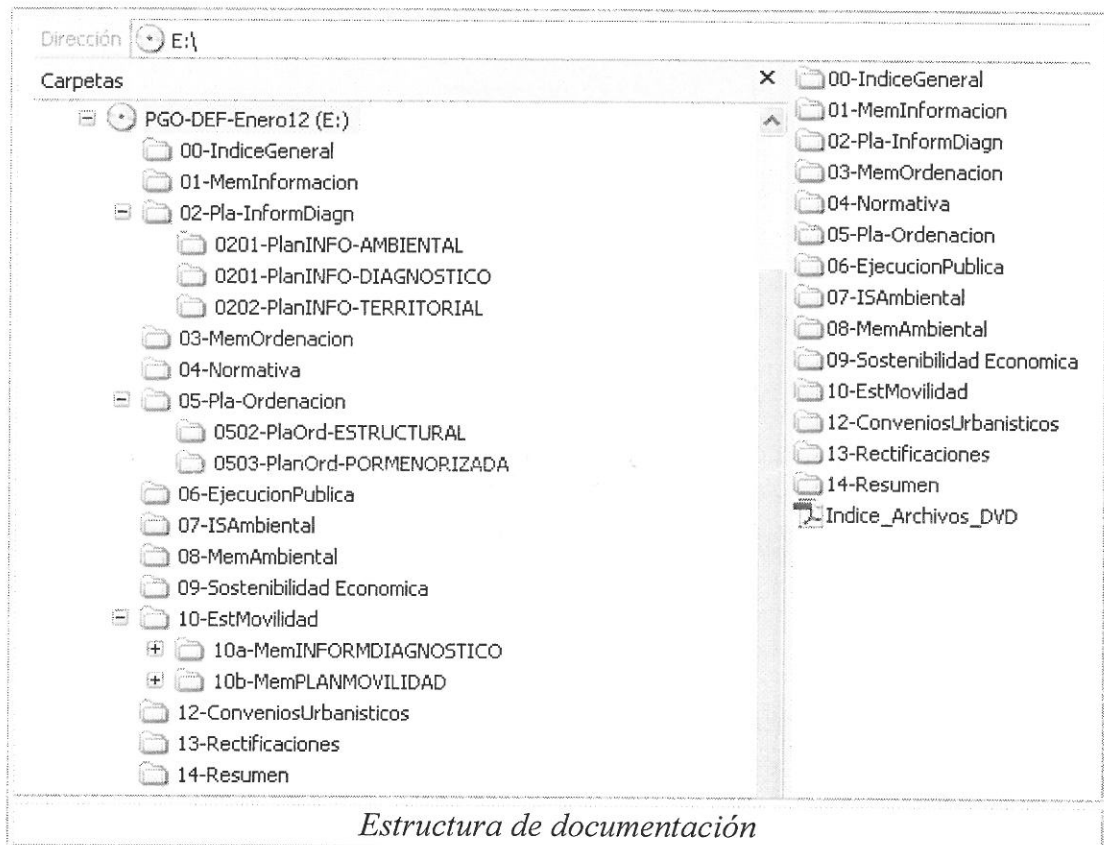 Dirección E:\
Carpetas
PGO-DEF-Enero12 (E:)
00-IndiceGeneral
01-MemInformacion
02-Pla-InformDiagn
0201-PlanINFO-AMBIENTAL
0201-PlanINFO-DIAGNOSTICO
0202-PlanINFO-TERRITORIAL
03-MemOrdenacion
04-Normativa
05-Pla-Ordenacion
0502-PlaOrd-ESTRUCTURAL
0503-PlanOrd-PORMENORIZADA
06-EjecucionPublica
07-ISAmbiental
08-MemAmbiental
09-Sostenibilidad Economica
10-EstMovilidad
10a-MemINFORMDIAGNOSTICO
10b-MemPLANMOVILIDAD
12-ConveniosUrbanisticos
13-Rectificaciones
14-Resumen
00-IndiceGeneral
01-MemInformacion
02-Pla-InformDiagn
03-MemOrdenacion
04-Normativa
05-Pla-Ordenacion
06-EjecucionPublica
07-ISAmbiental
08-MemAmbiental
09-Sostenibilidad Economica
10-EstMovilidad
12-ConveniosUrbanisticos
13-Rectificaciones
14-Resumen
Indice_Archivos_DVD
Estructura de documentación